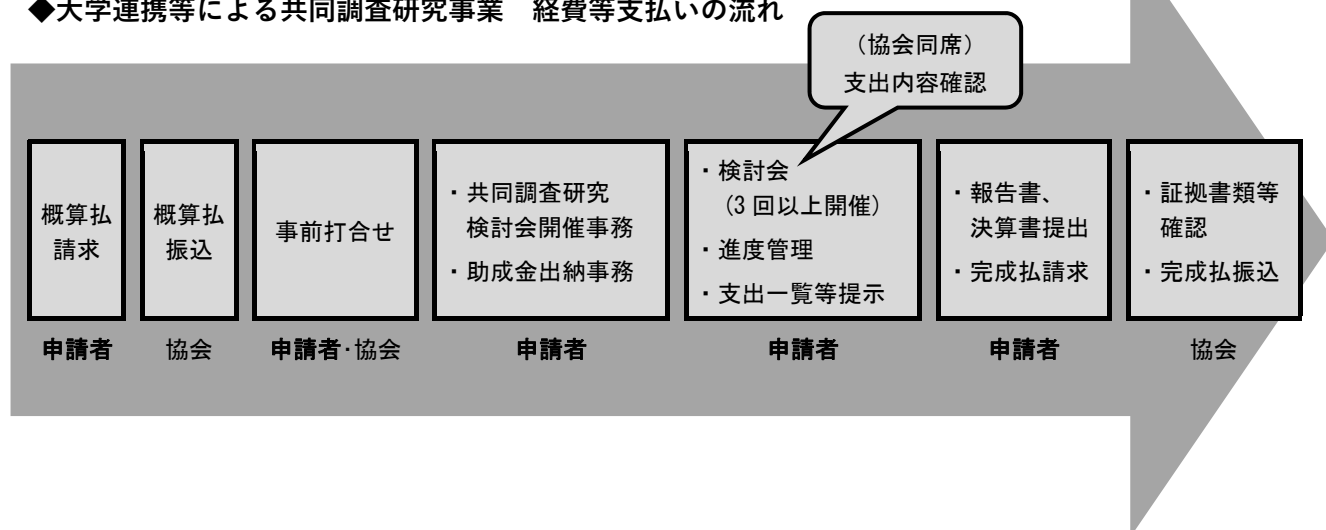 ◆大学連携等による共同調査研究事業　経費等支払いの流れ
（協会同席）
支出内容確認
概算払
請求
申請者
概算払
振込
協会
事前打合せ
申請者・協会
・共同調査研究
検討会開催事務
・助成金出納事務
申請者
・検討会
（3 回以上開催）
・進度管理
・支出一覧等提示
申請者
・報告書、
決算書提出
・完成払請求
申請者
・証拠書類等
確認
・完成払振込
協会